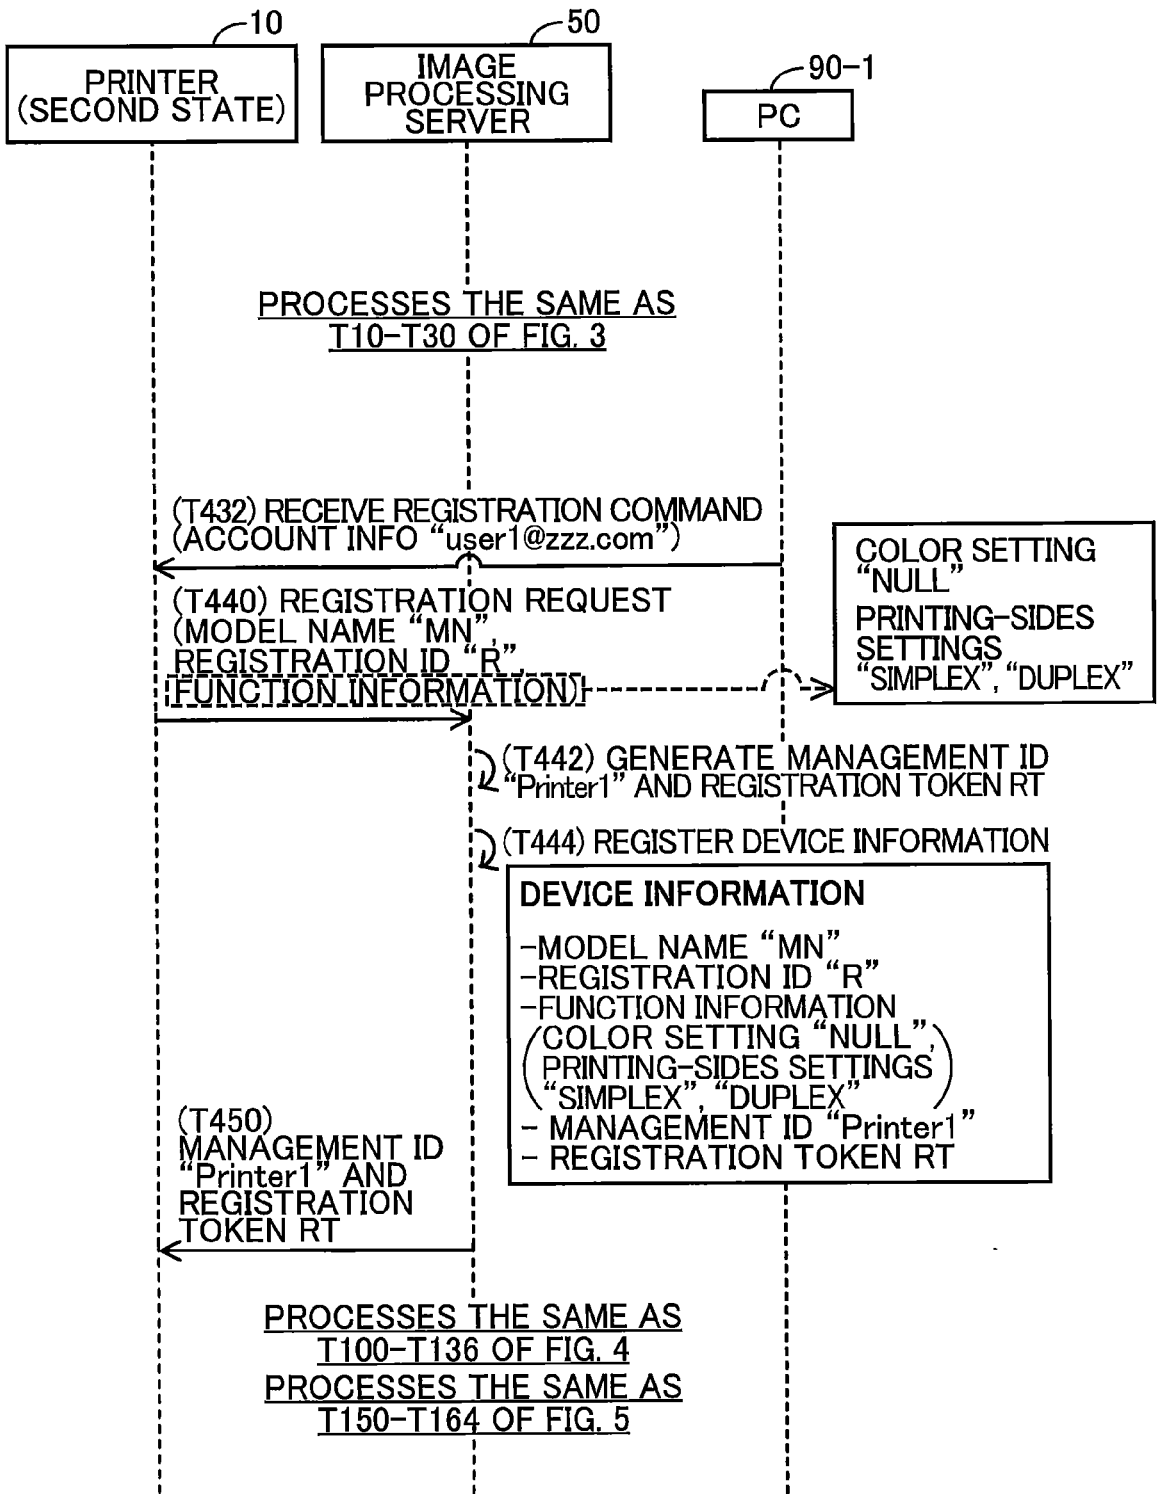 10
50
90-1
PRINTER
(SECOND STATE)
IMAGE
PROCESSING
SERVER
PC
PROCESSES THE SAME AS
T10-T30 OF FIG. 3
(T432) RECEIVE REGISTRATION COMMAND
(ACCOUNT INFO “user1@zzz.com”)
(T440) REGISTRATION REQUEST
(MODEL NAME “MN”,
REGISTRATION ID “R”,
FUNCTION INFORMATION)
COLOR SETTING
“NULL”
PRINTING-SIDES
SETTINGS
“SIMPLEX”, “DUPLEX”
(T442) GENERATE MANAGEMENT ID
“Printer1” AND REGISTRATION TOKEN RT
(T444) REGISTER DEVICE INFORMATION
DEVICE INFORMATION
-MODEL NAME “MN”
-REGISTRATION ID “R”
-FUNCTION INFORMATION
(COLOR SETTING “NULL”,
PRINTING-SIDES SETTINGS
“SIMPLEX”, “DUPLEX”)
- MANAGEMENT ID “Printer1”
- REGISTRATION TOKEN RT
(T450)
MANAGEMENT ID
“Printer1” AND
REGISTRATION
TOKEN RT
PROCESSES THE SAME AS
T100-T136 OF FIG. 4
PROCESSES THE SAME AS
T150-T164 OF FIG. 5